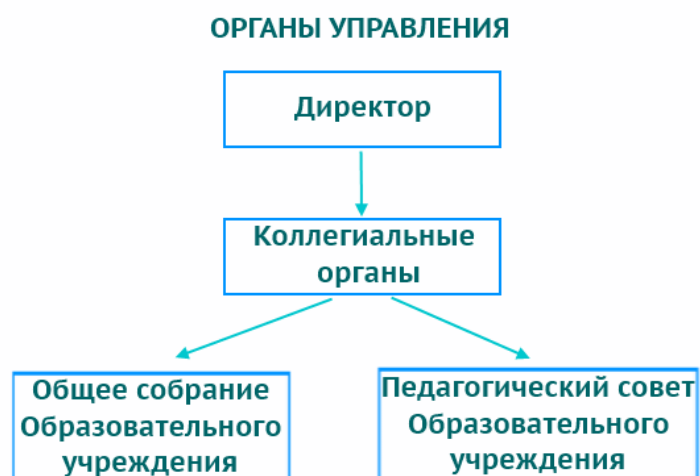 ОРГАНЫ УПРАВЛЕНИЯ
Директор
Коллегиальные
органы
Общее собрание
Образовательного
учреждения
Педагогический совет
Образовательного
учреждения